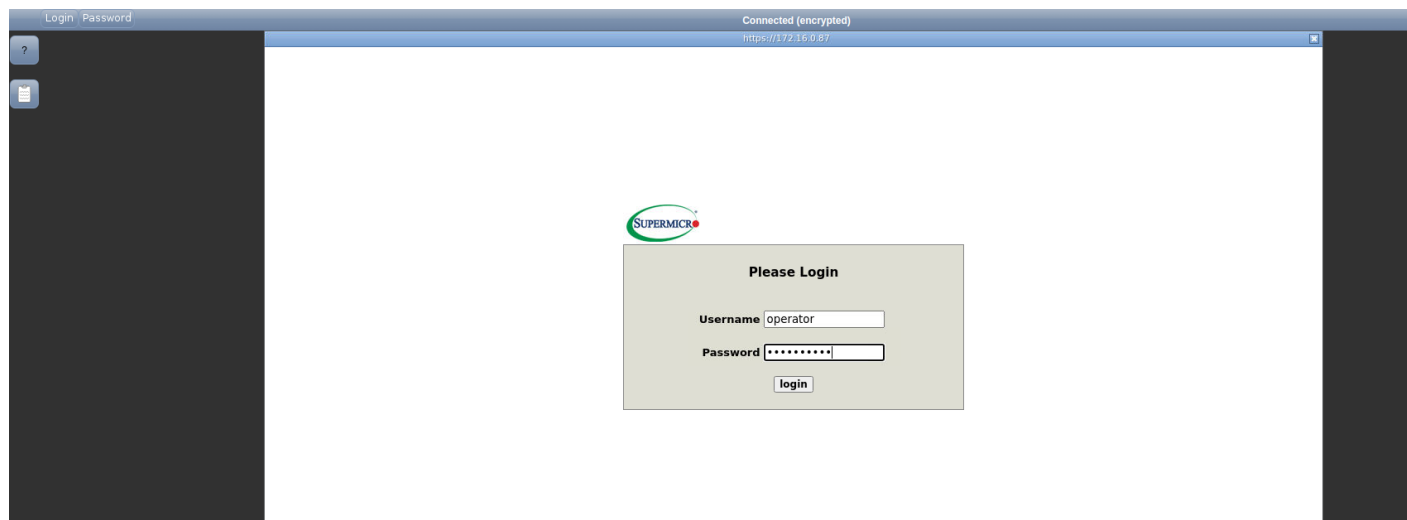 Login Password
Connected (encrypted)
https://172.16.0.87
?
SUPERMICR
Please Login
Username operator
Password ••••••••••
login